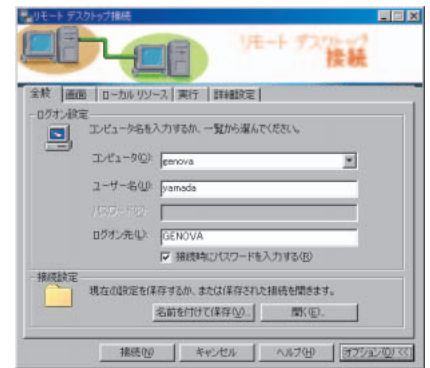 リモート デスクトップ接続
リモート デスクトップ
接続
全般 画面 ローカル リソース 実行 詳細設定
ログオン設定
コンピュータ名を入力するか、一覧から選んでください。
コンピュータ(C): genova
ユーザー名(U): yamada
パスワード(P):
ログオン先(L): GENOVA
接続時にパスワードを入力する(R)
接続設定
現在の設定を保存するか、または保存された接続を開きます。
名前を付けて保存(V)... 開く(E)...
接続(N) キャンセル ヘルプ(H) オプション(O) <<